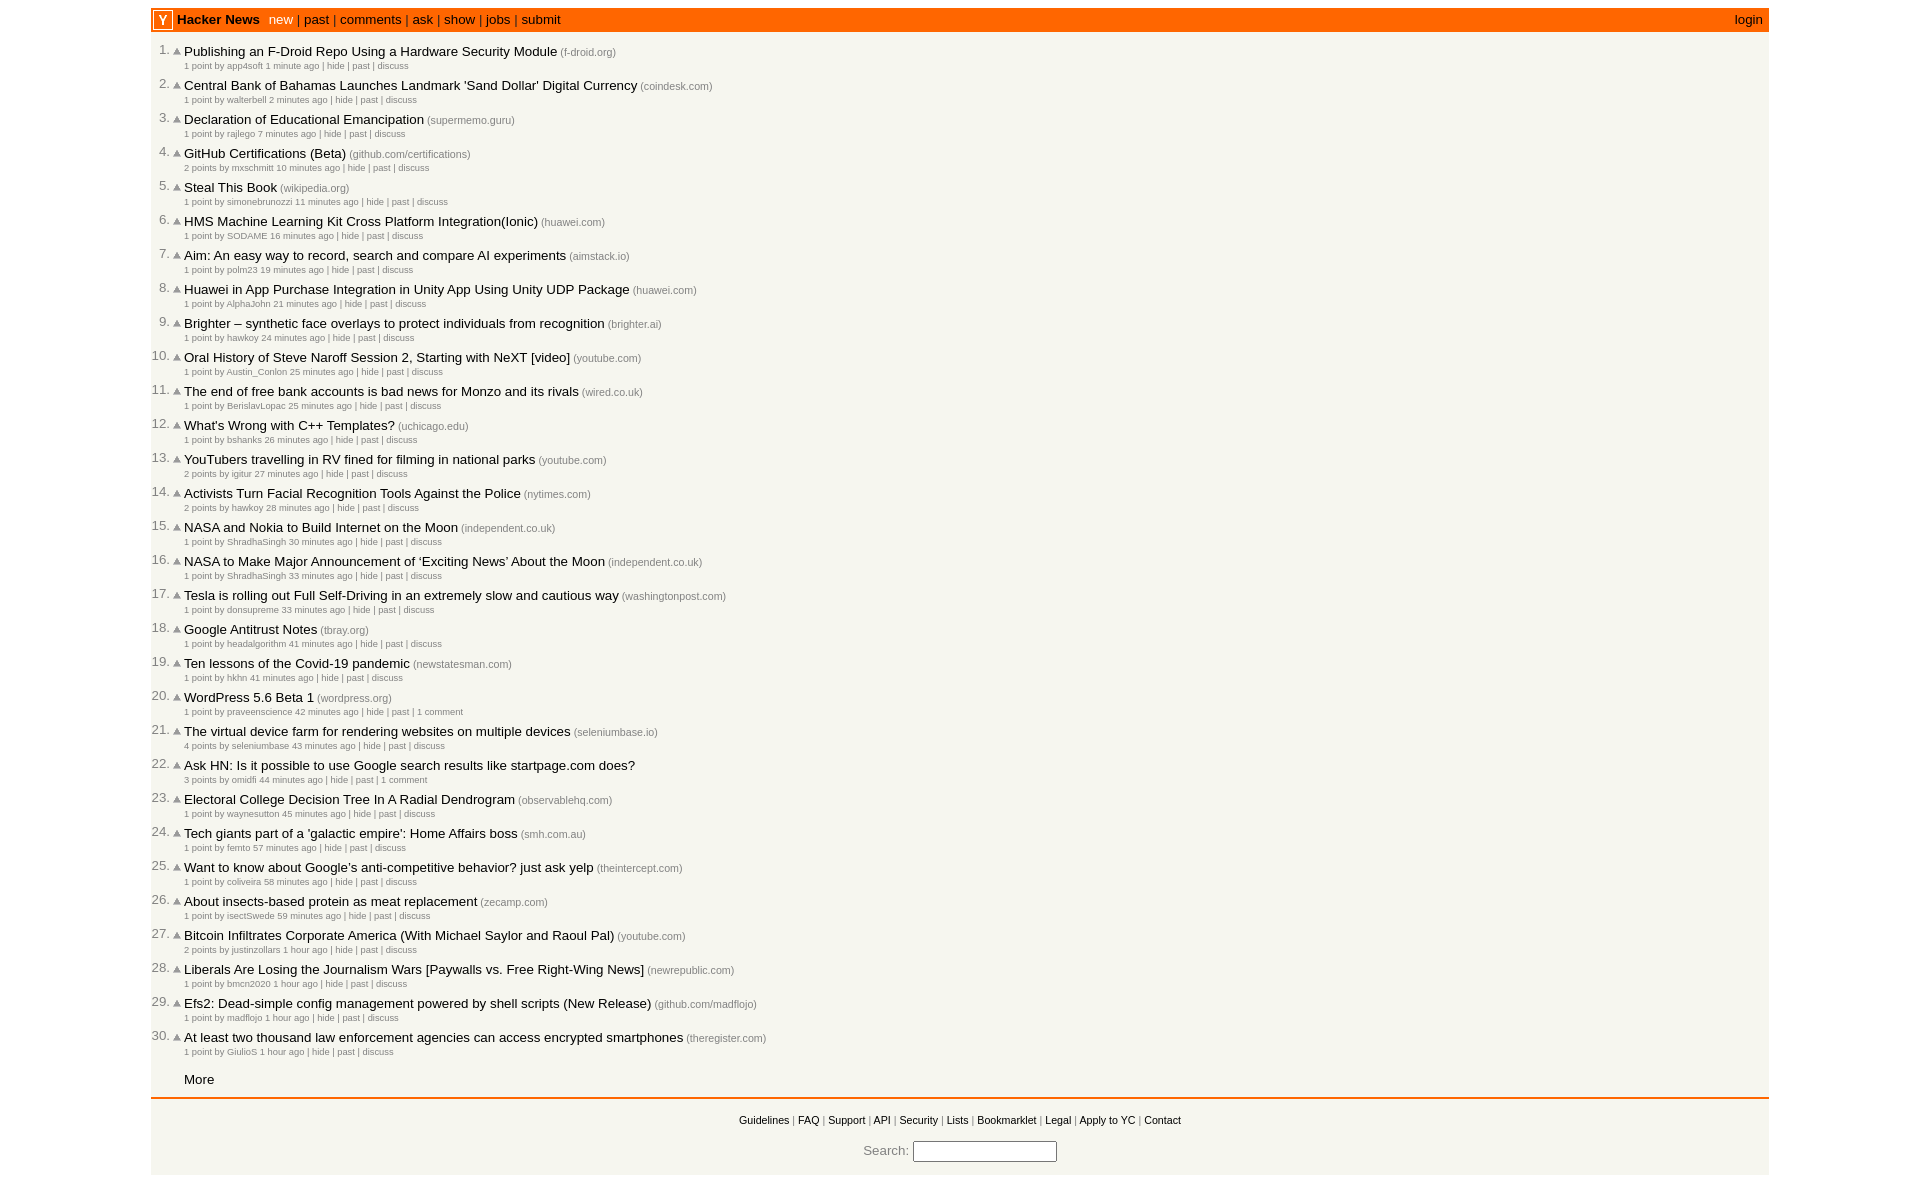 Y Hacker News new | past | comments | ask | show | jobs | submit login
1. Publishing an F-Droid Repo Using a Hardware Security Module (f-droid.org)
1 point by app4soft 1 minute ago | hide | past | discuss
2. Central Bank of Bahamas Launches Landmark 'Sand Dollar' Digital Currency (coindesk.com)
1 point by walterbell 2 minutes ago | hide | past | discuss
3. Declaration of Educational Emancipation (supermemo.guru)
1 point by rajlego 7 minutes ago | hide | past | discuss
4. GitHub Certifications (Beta) (github.com/certifications)
2 points by mxschmitt 10 minutes ago | hide | past | discuss
5. Steal This Book (wikipedia.org)
1 point by simonebrunozzi 11 minutes ago | hide | past | discuss
6. HMS Machine Learning Kit Cross Platform Integration(Ionic) (huawei.com)
1 point by SODAME 16 minutes ago | hide | past | discuss
7. Aim: An easy way to record, search and compare AI experiments (aimstack.io)
1 point by polm23 19 minutes ago | hide | past | discuss
8. Huawei in App Purchase Integration in Unity App Using Unity UDP Package (huawei.com)
1 point by AlphaJohn 21 minutes ago | hide | past | discuss
9. Brighter – synthetic face overlays to protect individuals from recognition (brighter.ai)
1 point by hawkoy 24 minutes ago | hide | past | discuss
10. Oral History of Steve Naroff Session 2, Starting with NeXT [video] (youtube.com)
1 point by Austin_Conlon 25 minutes ago | hide | past | discuss
11. The end of free bank accounts is bad news for Monzo and its rivals (wired.co.uk)
1 point by BerislavLopac 25 minutes ago | hide | past | discuss
12. What's Wrong with C++ Templates? (uchicago.edu)
1 point by bshanks 26 minutes ago | hide | past | discuss
13. YouTubers travelling in RV fined for filming in national parks (youtube.com)
2 points by igitur 27 minutes ago | hide | past | discuss
14. Activists Turn Facial Recognition Tools Against the Police (nytimes.com)
2 points by hawkoy 28 minutes ago | hide | past | discuss
15. NASA and Nokia to Build Internet on the Moon (independent.co.uk)
1 point by ShradhaSingh 30 minutes ago | hide | past | discuss
16. NASA to Make Major Announcement of ‘Exciting News’ About the Moon (independent.co.uk)
1 point by ShradhaSingh 33 minutes ago | hide | past | discuss
17. Tesla is rolling out Full Self-Driving in an extremely slow and cautious way (washingtonpost.com)
1 point by donsupreme 33 minutes ago | hide | past | discuss
18. Google Antitrust Notes (tbray.org)
1 point by headalgorithm 41 minutes ago | hide | past | discuss
19. Ten lessons of the Covid-19 pandemic (newstatesman.com)
1 point by hkhn 41 minutes ago | hide | past | discuss
20. WordPress 5.6 Beta 1 (wordpress.org)
1 point by praveenscience 42 minutes ago | hide | past | 1 comment
21. The virtual device farm for rendering websites on multiple devices (seleniumbase.io)
4 points by seleniumbase 43 minutes ago | hide | past | discuss
22. Ask HN: Is it possible to use Google search results like startpage.com does?
3 points by omidfi 44 minutes ago | hide | past | 1 comment
23. Electoral College Decision Tree In A Radial Dendrogram (observablehq.com)
1 point by waynesutton 45 minutes ago | hide | past | discuss
24. Tech giants part of a 'galactic empire': Home Affairs boss (smh.com.au)
1 point by femto 57 minutes ago | hide | past | discuss
25. Want to know about Google’s anti-competitive behavior? just ask yelp (theintercept.com)
1 point by coliveira 58 minutes ago | hide | past | discuss
26. About insects-based protein as meat replacement (zecamp.com)
1 point by isectSwede 59 minutes ago | hide | past | discuss
27. Bitcoin Infiltrates Corporate America (With Michael Saylor and Raoul Pal) (youtube.com)
2 points by justinzollars 1 hour ago | hide | past | discuss
28. Liberals Are Losing the Journalism Wars [Paywalls vs. Free Right-Wing News] (newrepublic.com)
1 point by bmcn2020 1 hour ago | hide | past | discuss
29. Efs2: Dead-simple config management powered by shell scripts (New Release) (github.com/madflojo)
1 point by madflojo 1 hour ago | hide | past | discuss
30. At least two thousand law enforcement agencies can access encrypted smartphones (theregister.com)
1 point by GiulioS 1 hour ago | hide | past | discuss
More
Guidelines | FAQ | Support | API | Security | Lists | Bookmarklet | Legal | Apply to YC | Contact
Search: